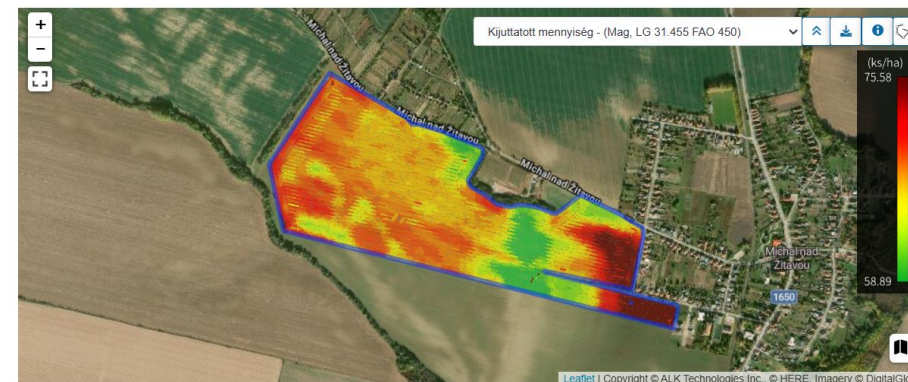 +
−
Kijuttatott mennyiség - (Mag, LG 31.455 FAO 450)
(ks/ha)
75.58
58.89
Michal nad Žitavou
Michal nad Žitavou
Michal nad Žitavou
Michal nad
Žitavou
1650
Leaflet | Copyright © ALK Technologies Inc., © HERE, Imagery © DigitalGlo